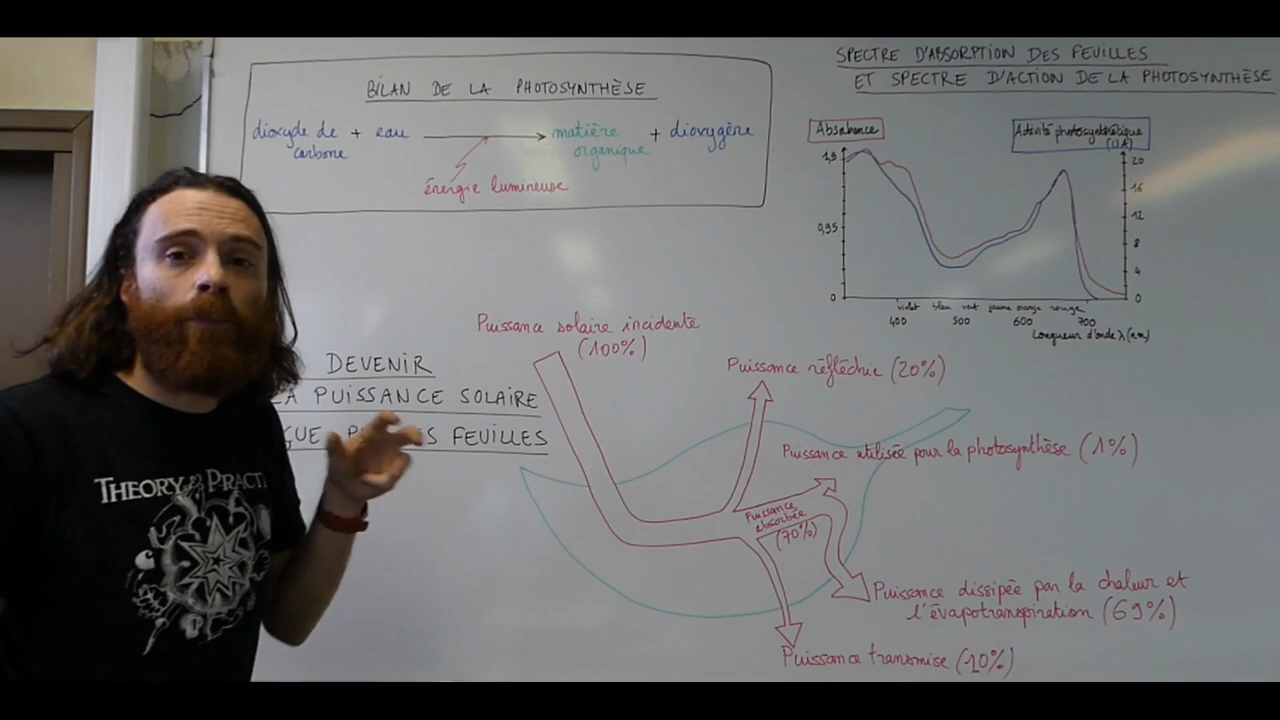 BILAN DE LA PHOTOSYNTHÈSE
dioxyde de carbone + eau → matière organique + dioxygène
énergie lumineuse
SPECTRE D'ABSORPTION DES FEUILLES
ET SPECTRE D'ACTION DE LA PHOTOSYNTHÈSE
Absorbance
Activité photosynthétique
(U.A)
1,9
0,95
0
20
16
12
8
4
0
violet bleu vert jaune orange rouge
400 500 600 700
Longueur d'onde λ (nm)
DEVENIR
LA PUISSANCE SOLAIRE
FEUILLES
Puissance solaire incidente
(100%)
Puissance réfléchie (20%)
Puissance utilisée pour la photosynthèse (1%)
Puissance
absorbée
(70%)
Puissance dissipée par la chaleur et
l'évapotranspiration (69%)
Puissance transmise (10%)
THEORY & PRACTI